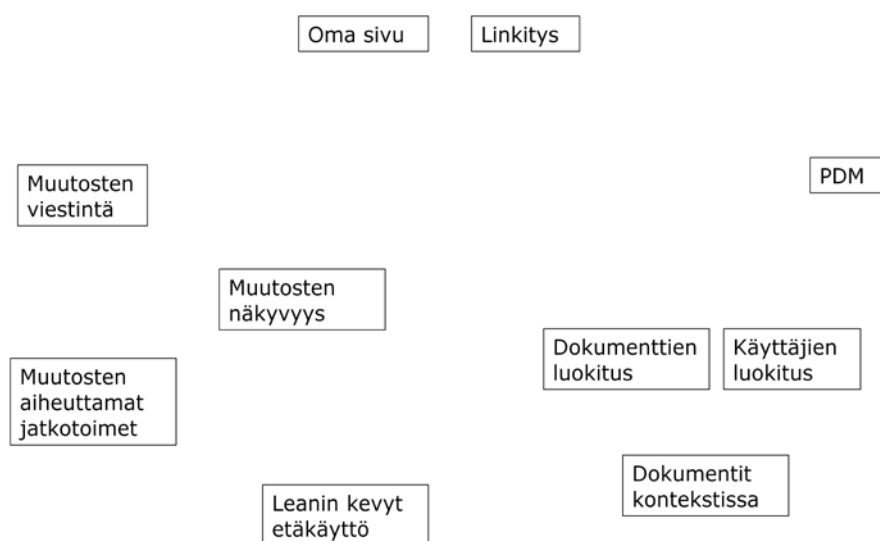 Oma sivu
Linkitys
PDM
Muutosten
viestintä
Muutosten
näkyvyys
Dokumenttien
luokitus
Käyttäjien
luokitus
Muutosten
aiheuttamat
jatkotoimet
Dokumentit
kontekstissa
Leanin kevyt
etäkäyttö